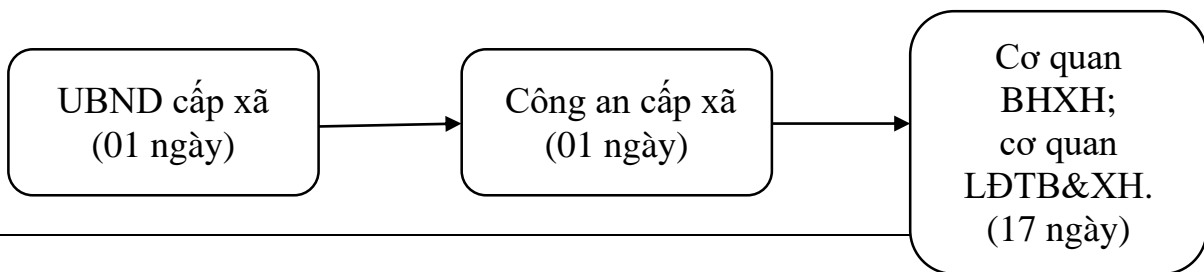 UBND cấp xã
(01 ngày)
Công an cấp xã
(01 ngày)
Cơ quan
BHXH;
cơ quan
LĐTB&XH.
(17 ngày)